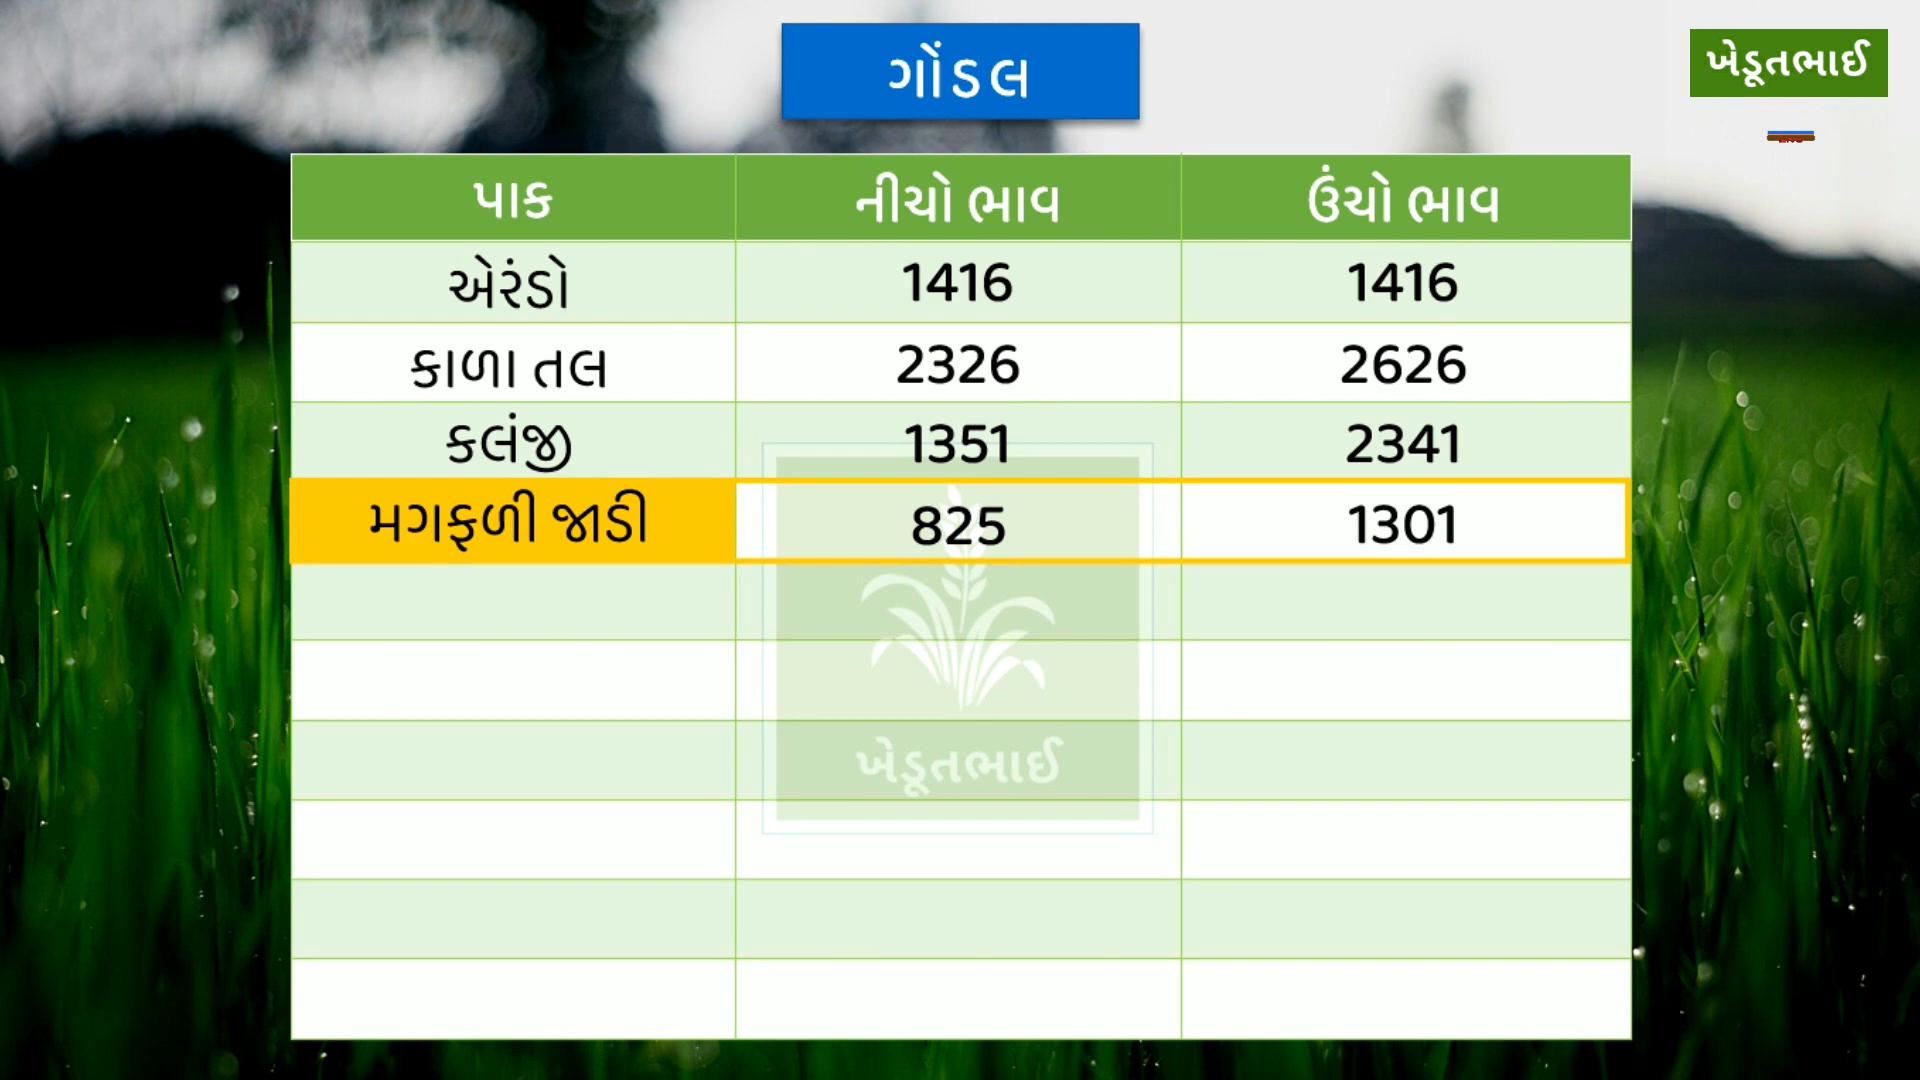 ગોંડલ
ખેડૂતભાઈ
પાક નીચો ભાવ ઉંચો ભાવ
એરંડો 1416 1416
કાળા તલ 2326 2626
કલંજી 1351 2341
મગફળી જાડી 825 1301
ખેડૂતભાઈ